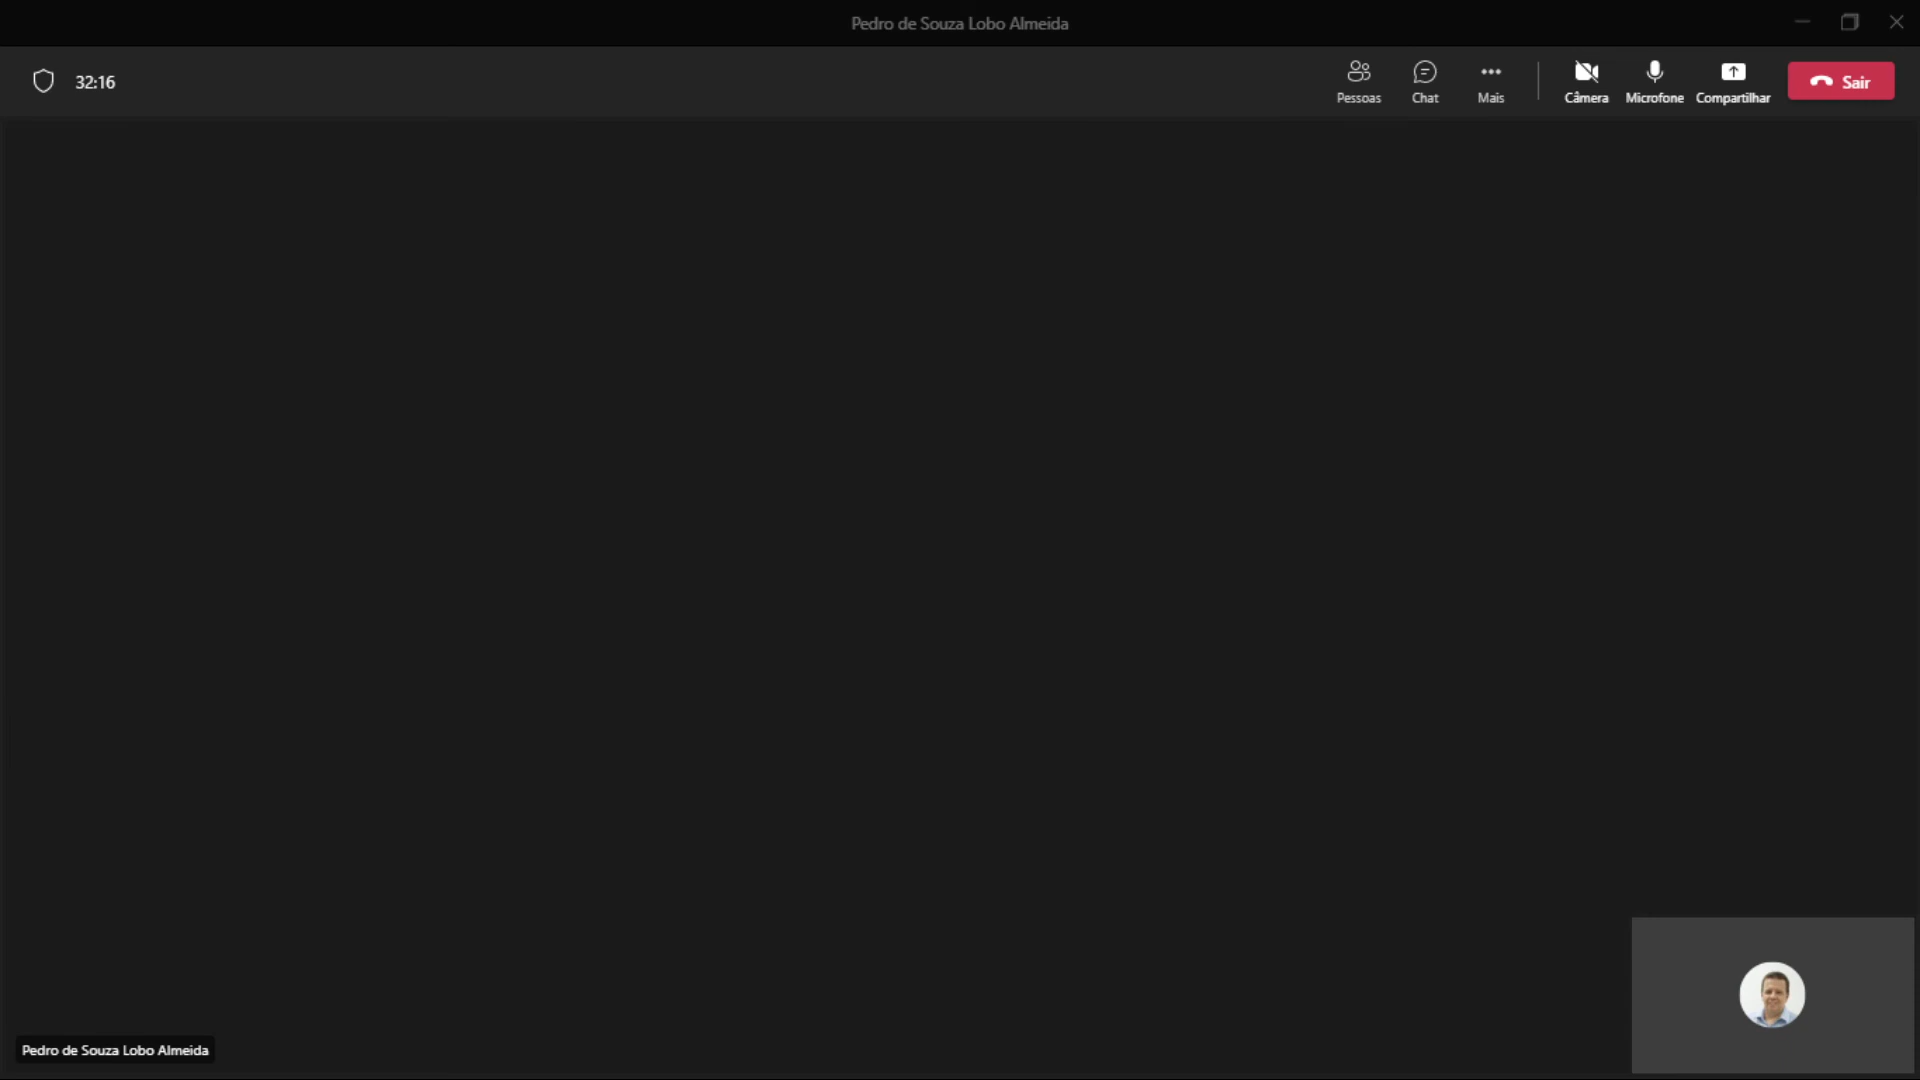 Pedro de Souza Lobo Almeida
32:16
Pessoas
Chat
Mais
Câmera
Microfone
Compartilhar
Sair
Pedro de Souza Lobo Almeida